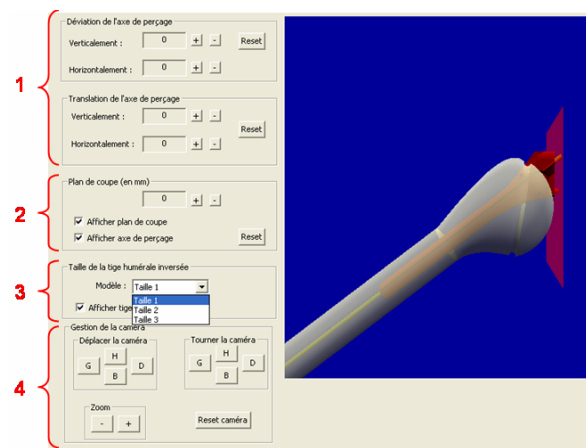 1
Déviation de l'axe de perçage
Verticalement : 0 + - Reset
Horizontalement : 0 + -
Translation de l'axe de perçage
Verticalement : 0 + - Reset
Horizontalement : 0 + -
2
Plan de coupe (en mm)
0 + -
Afficher plan de coupe
Afficher axe de perçage Reset
3
Taille de la tige humérale inversée
Modèle : Taille 1
Taille 1
Afficher tige Taille 2
Taille 3
4
Gestion de la caméra
Déplacer la caméra
G H D
B
Tourner la caméra
G H D
B
Zoom
- +
Reset caméra